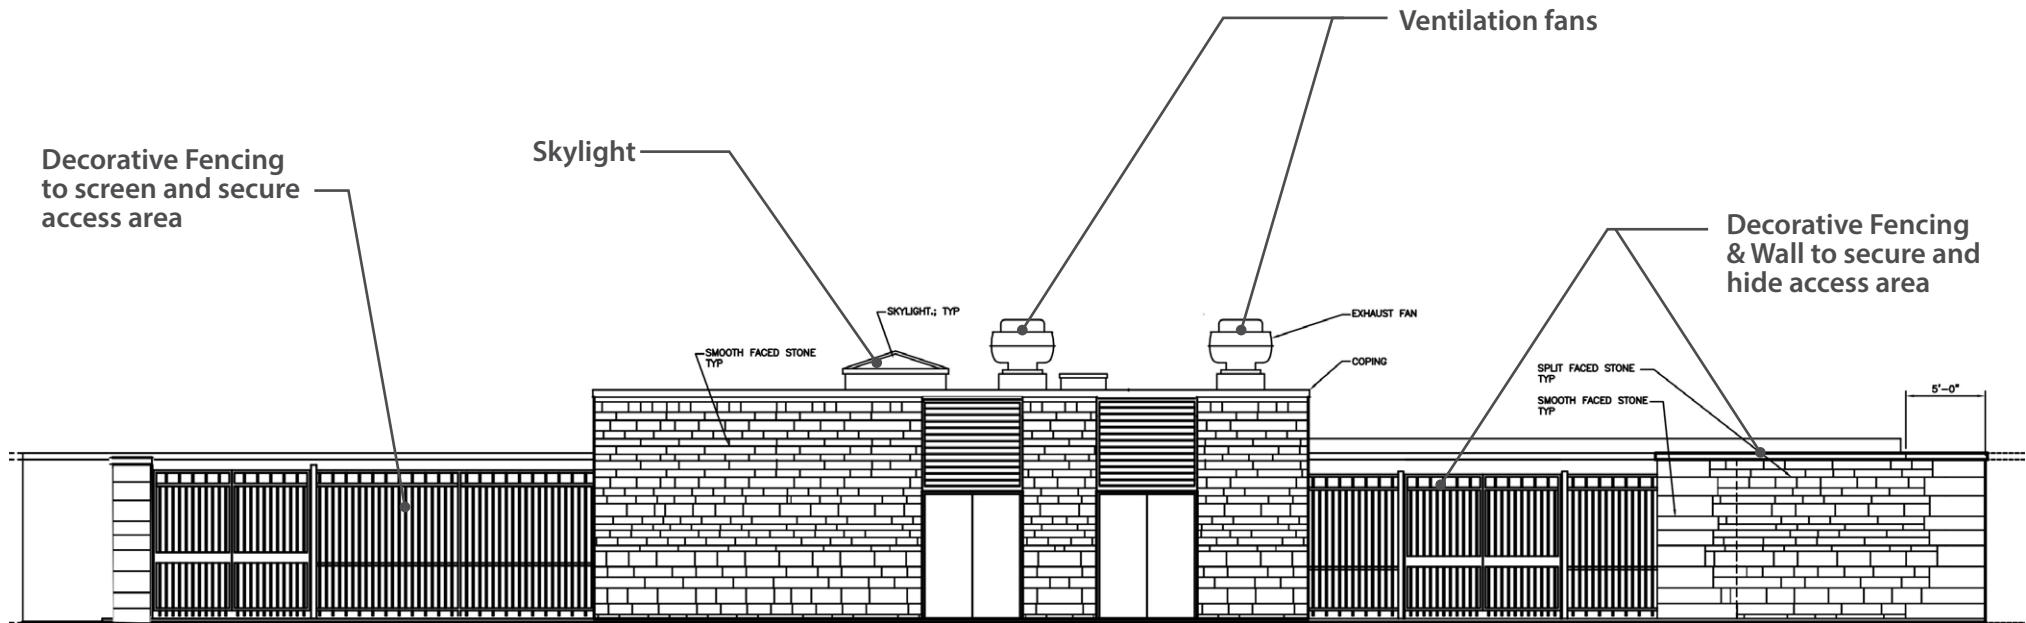 Ventilation fans
Decorative Fencing
to screen and secure
access area
Skylight
Decorative Fencing
& Wall to secure and
hide access area
SKYLIGHT.; TYP
EXHAUST FAN
SMOOTH FACED STONE
TYP
COPING
SPLIT FACED STONE
TYP
SMOOTH FACED STONE
TYP
5'-0"